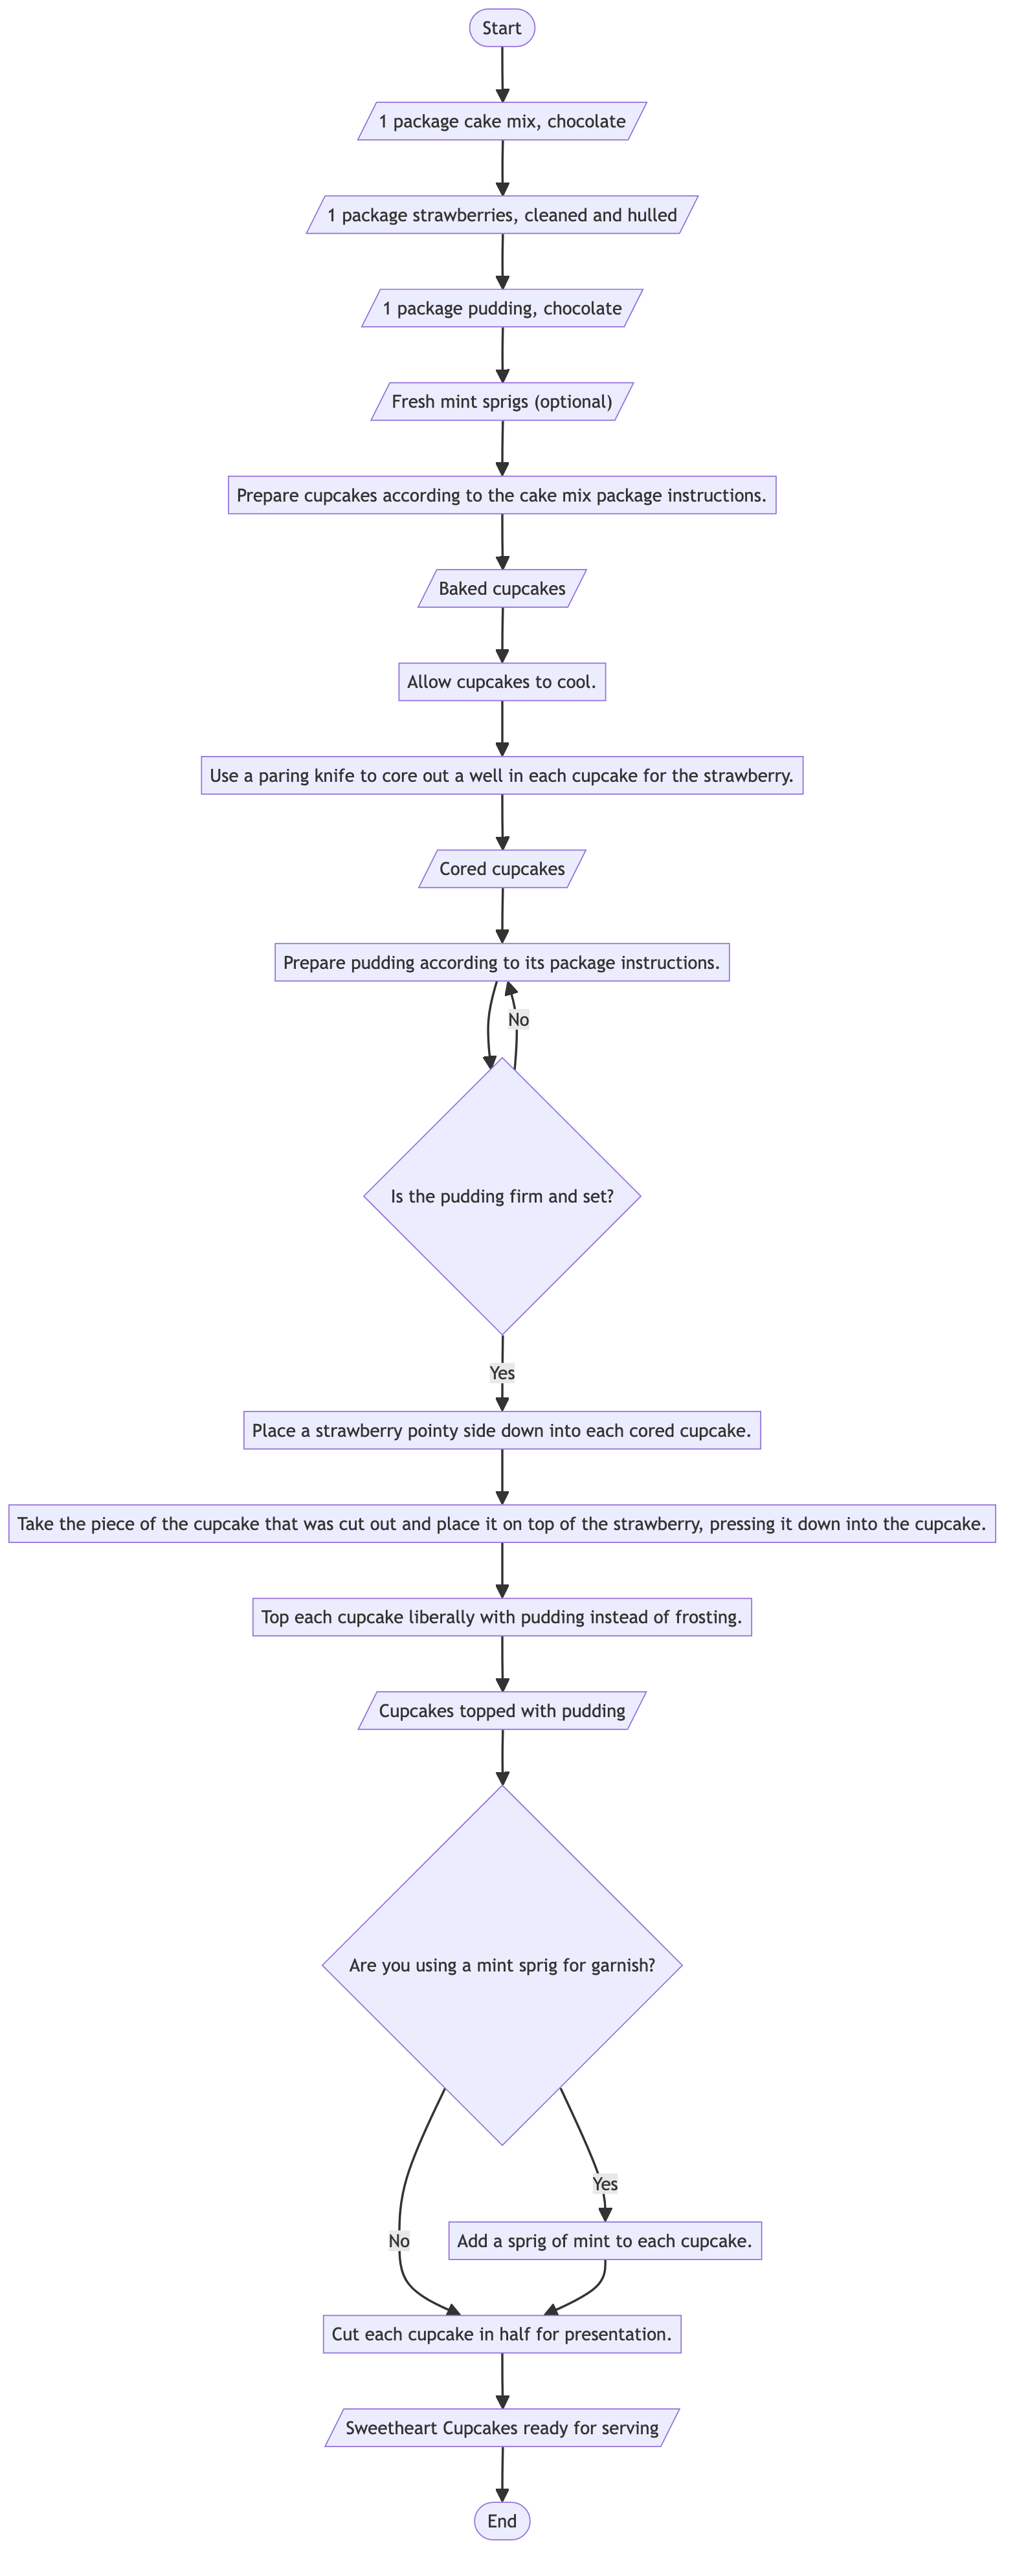 Start
1 package cake mix, chocolate
1 package strawberries, cleaned and hulled
1 package pudding, chocolate
Fresh mint sprigs (optional)
Prepare cupcakes according to the cake mix package instructions.
Baked cupcakes
Allow cupcakes to cool.
Use a paring knife to core out a well in each cupcake for the strawberry.
Cored cupcakes
Prepare pudding according to its package instructions.
No
Is the pudding firm and set?
Yes
Place a strawberry pointy side down into each cored cupcake.
Take the piece of the cupcake that was cut out and place it on top of the strawberry, pressing it down into the cupcake.
Top each cupcake liberally with pudding instead of frosting.
Cupcakes topped with pudding
Are you using a mint sprig for garnish?
Yes
No
Add a sprig of mint to each cupcake.
Cut each cupcake in half for presentation.
Sweetheart Cupcakes ready for serving
End